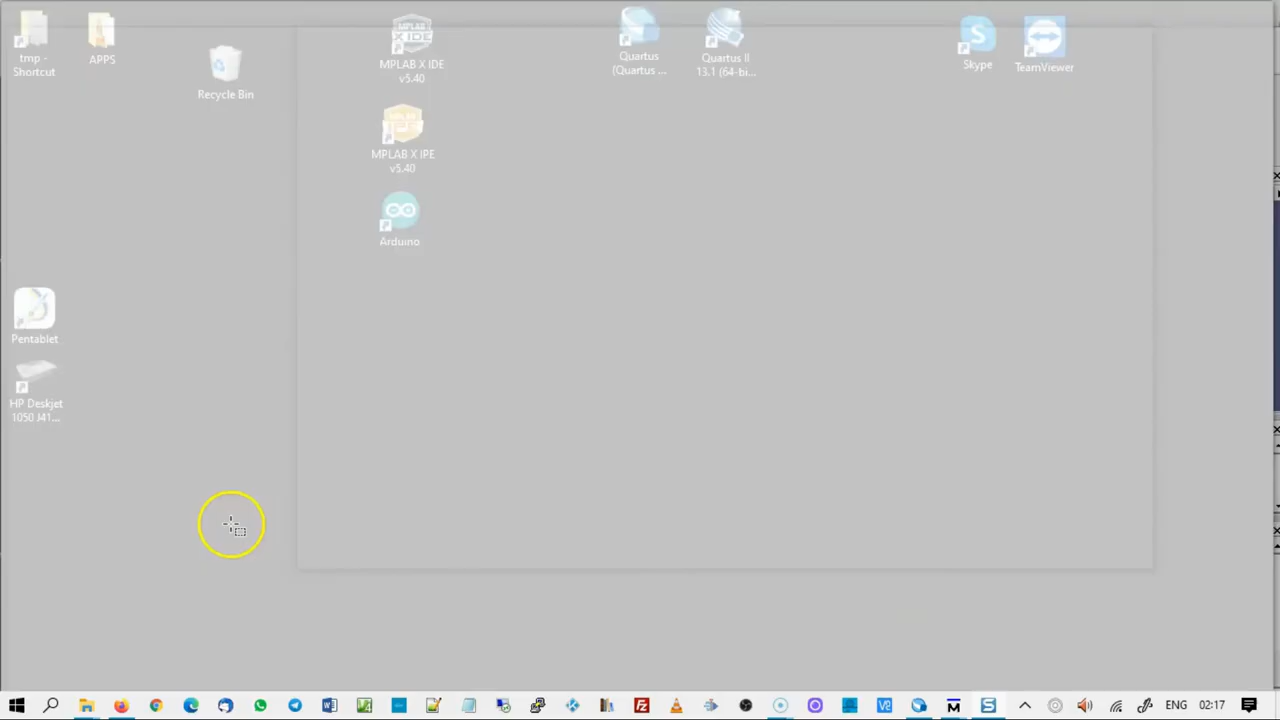 tmp -
Shortcut
APPS
Recycle Bin
MPLAB X IDE
v5.40
Quartus
(Quartus ...
Quartus II
13.1 (64-bi...
Skype
TeamViewer
MPLAB X IPE
v5.40
Arduino
Pentablet
HP Deskjet
1050 J41...
ENG
02:17